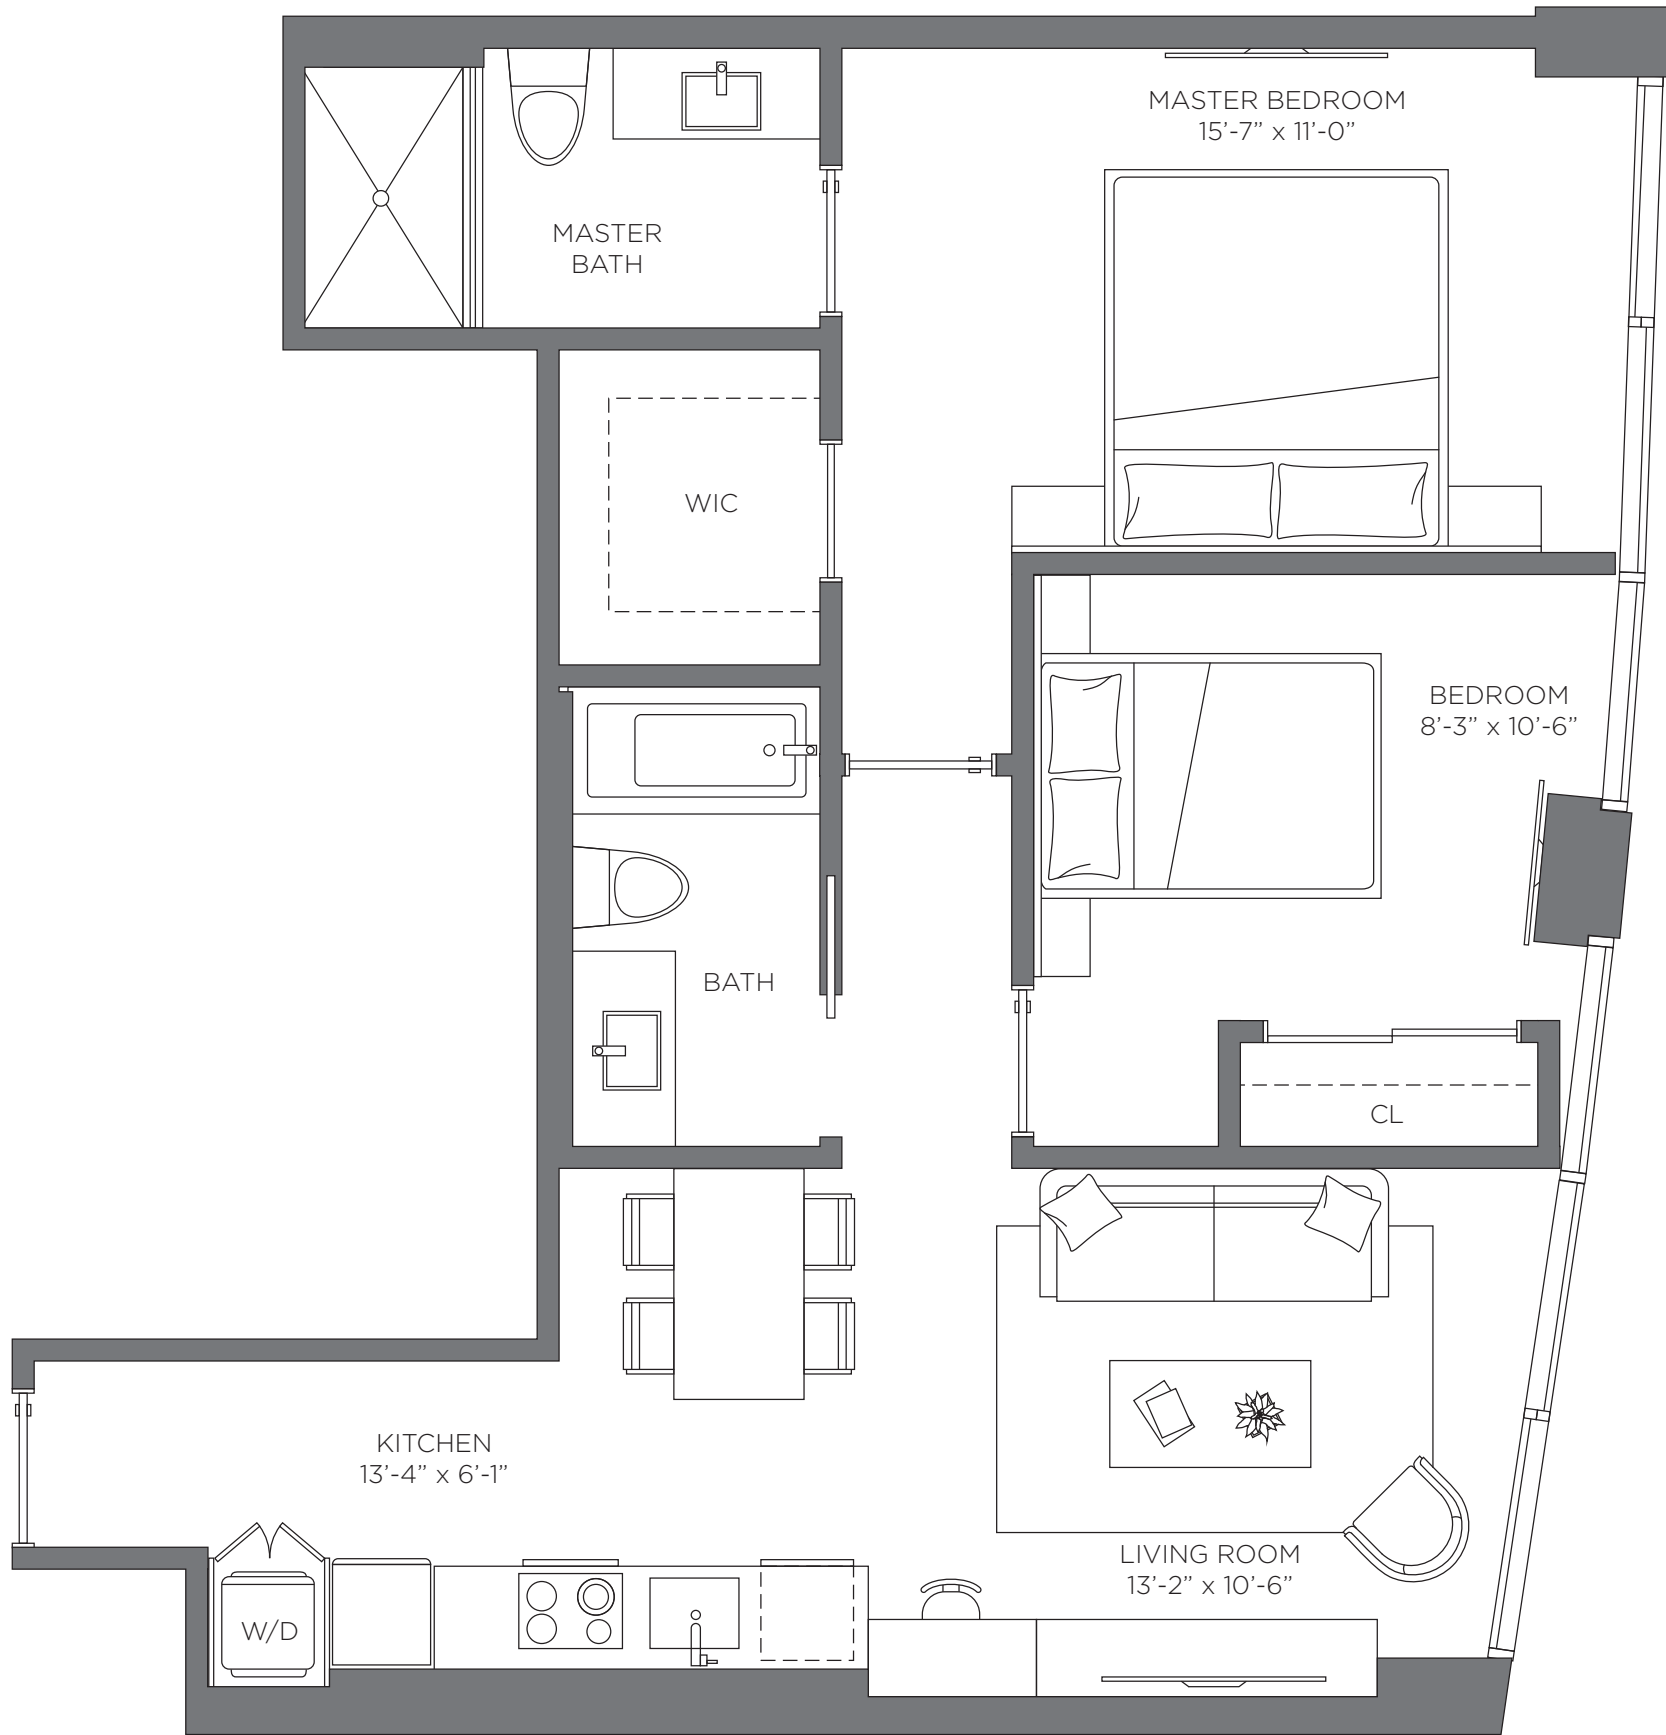 MASTER BEDROOM
15’-7” x 11’-0”
MASTER
BATH
WIC
BEDROOM
8’-3” x 10’-6”
BATH
CL
KITCHEN
13’-4” x 6’-1”
LIVING ROOM
13’-2” x 10’-6”
W/D